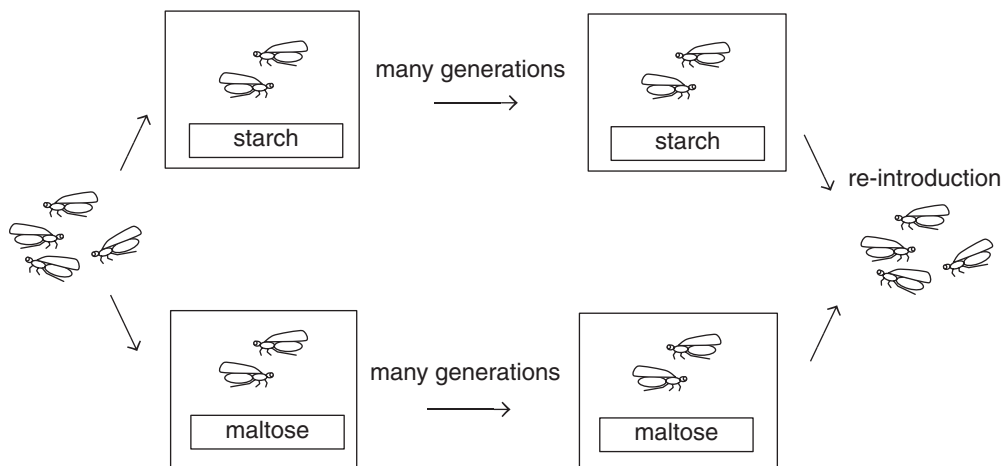 starch
many generations
starch
re-introduction
maltose
many generations
maltose